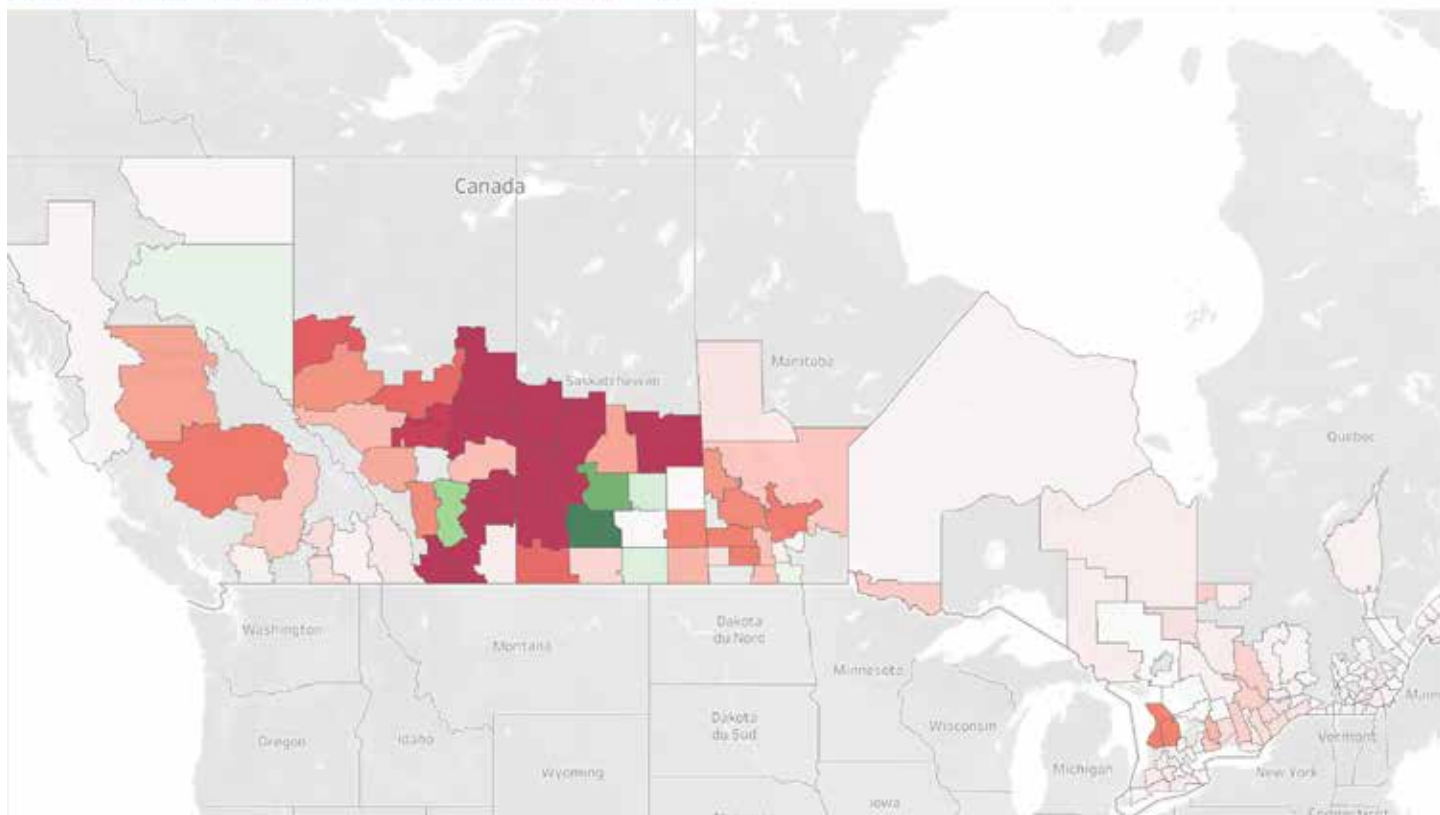 Canada
Saskatchewan
Manitoba
Québec
Washington
Montana
Dakota
du Nord
Minnesota
Oregon
Idaho
Dakota
du Sud
Wisconsin
Vermont
Wyoming
Michigan
New York
Iowa